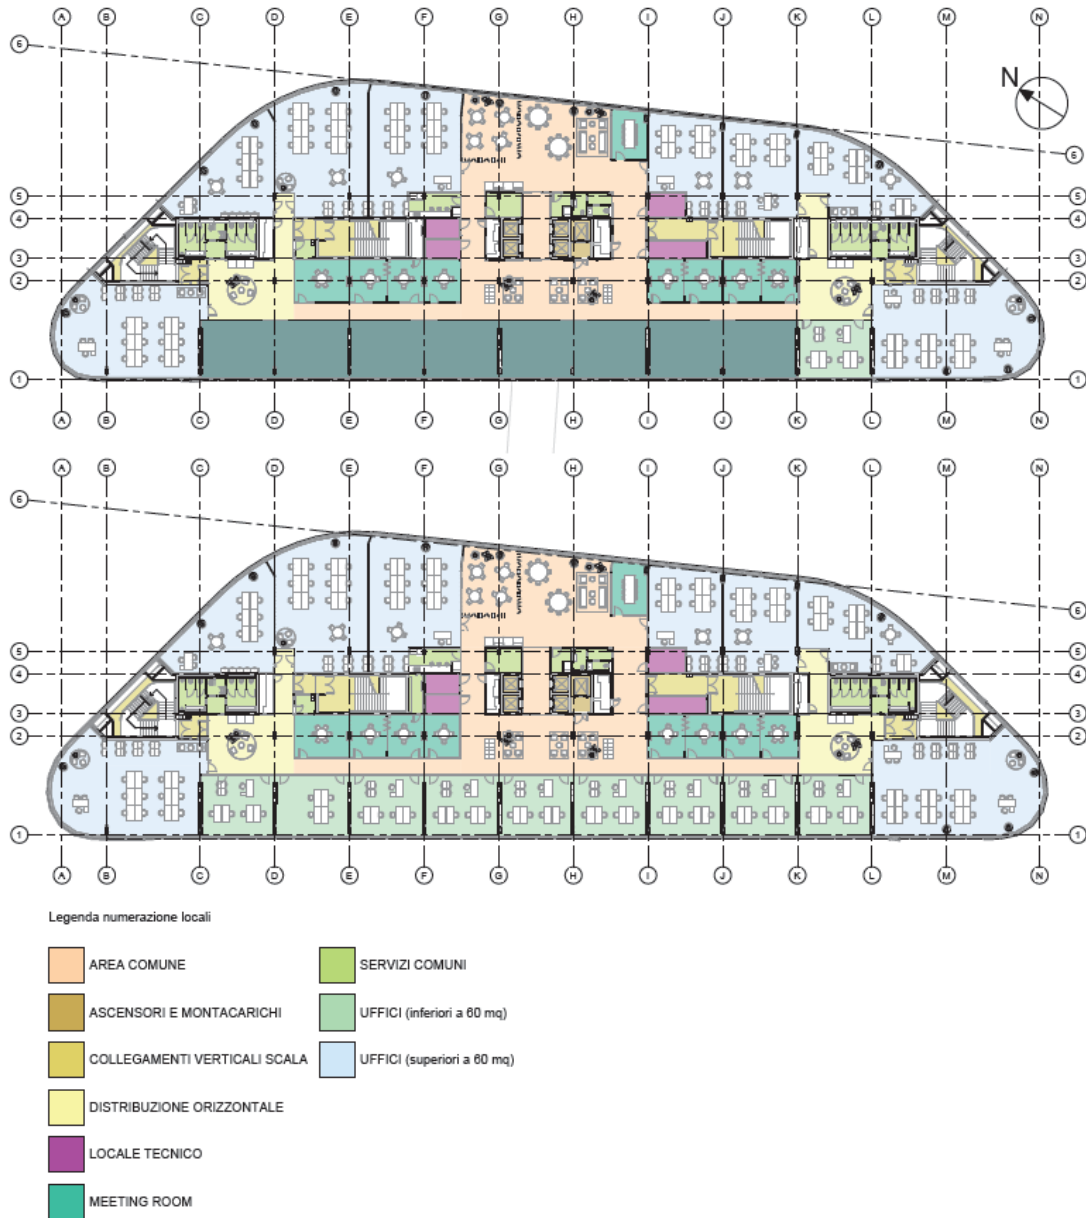 A B C D E F G H I J K L M N
N
6
6
5 5
4 4
3 3
2 2
1 1
A B C D E F G H I J K L M N
A B C D E F G H I J K L M N
6
6
5 5
4 4
3 3
2 2
1 1
A B C D E F G H I J K L M N
Legenda numerazione locali
AREA COMUNE
SERVIZI COMUNI
ASCENSORI E MONTACARICHI
UFFICI (inferiori a 60 mq)
COLLEGAMENTI VERTICALI SCALA
UFFICI (superiori a 60 mq)
DISTRIBUZIONE ORIZZONTALE
LOCALE TECNICO
MEETING ROOM